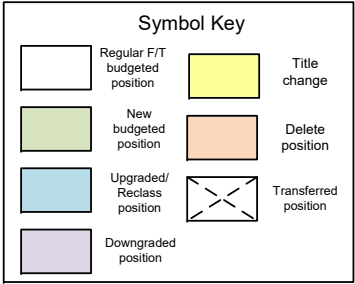 Symbol Key
Regular F/T
budgeted
position
New
budgeted
position
Upgraded/
Reclass
position
Downgraded
position
Title
change
Delete
position
Transferred
position